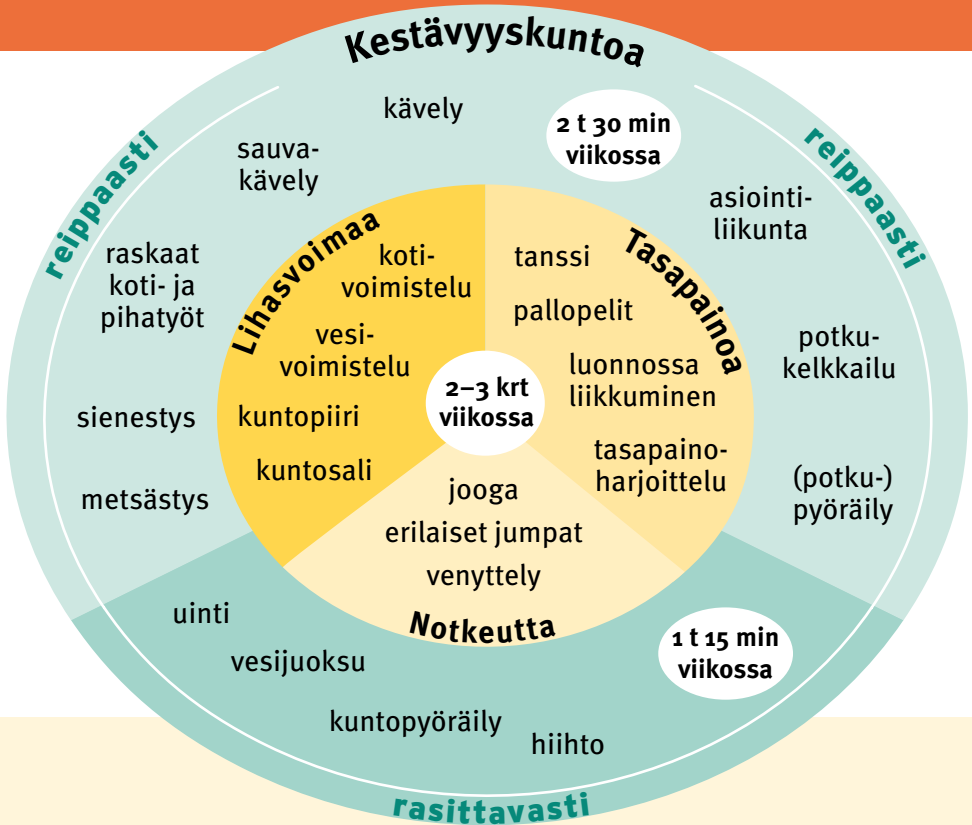 Kestävyyskuntoa
reippaasti
reippaasti
kävely
2 t 30 min
viikossa
sauva-
kävely
asiointi-
liikunta
raskaat
koti- ja
pihatyöt
potku-
kelkkailu
sienestys
metsästys
(potku-)
pyöräily
Lihasvoimaa
koti-
voimistelu
vesi-
voimistelu
kuntopiiri
kuntosali
Tasapainoa
tanssi
pallopelit
luonnossa
liikkuminen
tasapaino-
harjoittelu
2–3 krt
viikossa
jooga
erilaiset jumpat
venyttely
Notkeutta
uinti
vesijuoksu
kuntopyöräily
hiihto
1 t 15 min
viikossa
rasittavasti